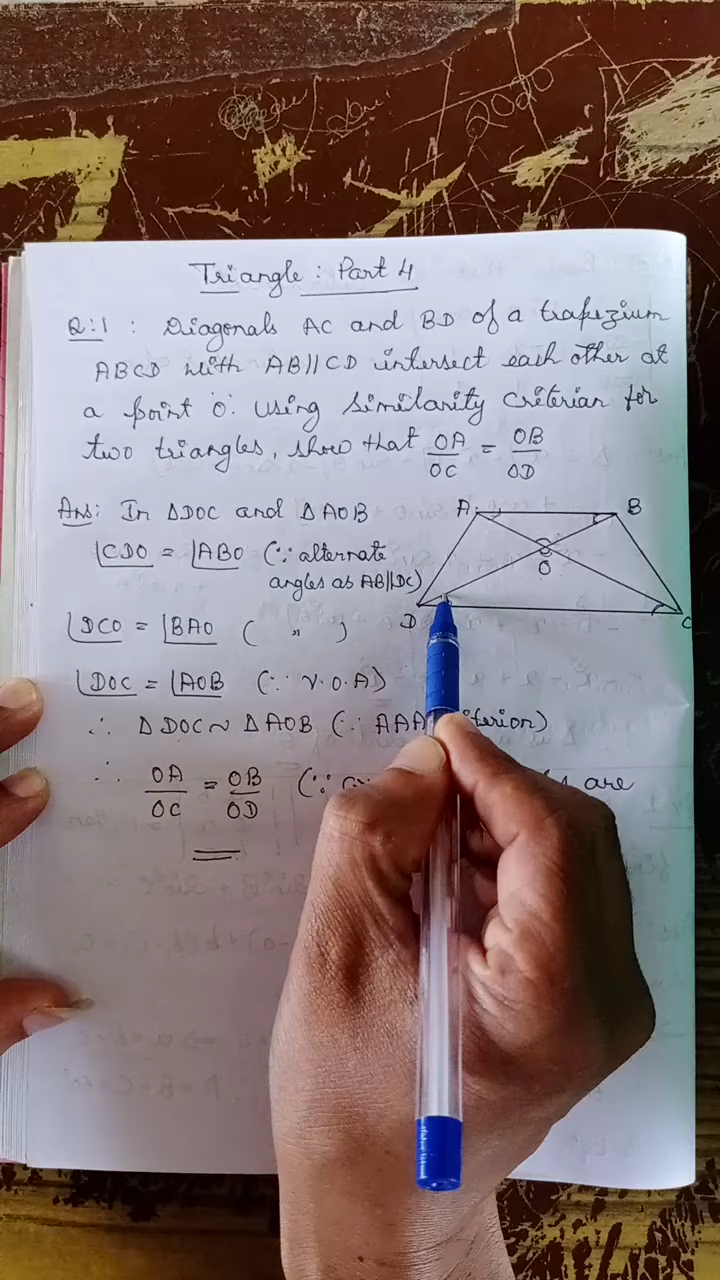 2020
Triangle : Part 4
Q:1 : Diagonals AC and BD of a trapezium
ABCD with AB||CD intersect each other at
a point 'O'. Using Similarity Criterian for
two triangles, show that OA/OC = OB/OD
Ans: In ΔDOC and ΔAOB
∠CDO = ∠ABO (∵ alternate
angles as AB||DC)
∠DCO = ∠BAO ( " )
∠DOC = ∠AOB (∵ V.O.A)
∴ ΔDOC ~ ΔAOB (∵ AAA
∴ OA/OC = OB/OD (∵ are
A B
O
D C